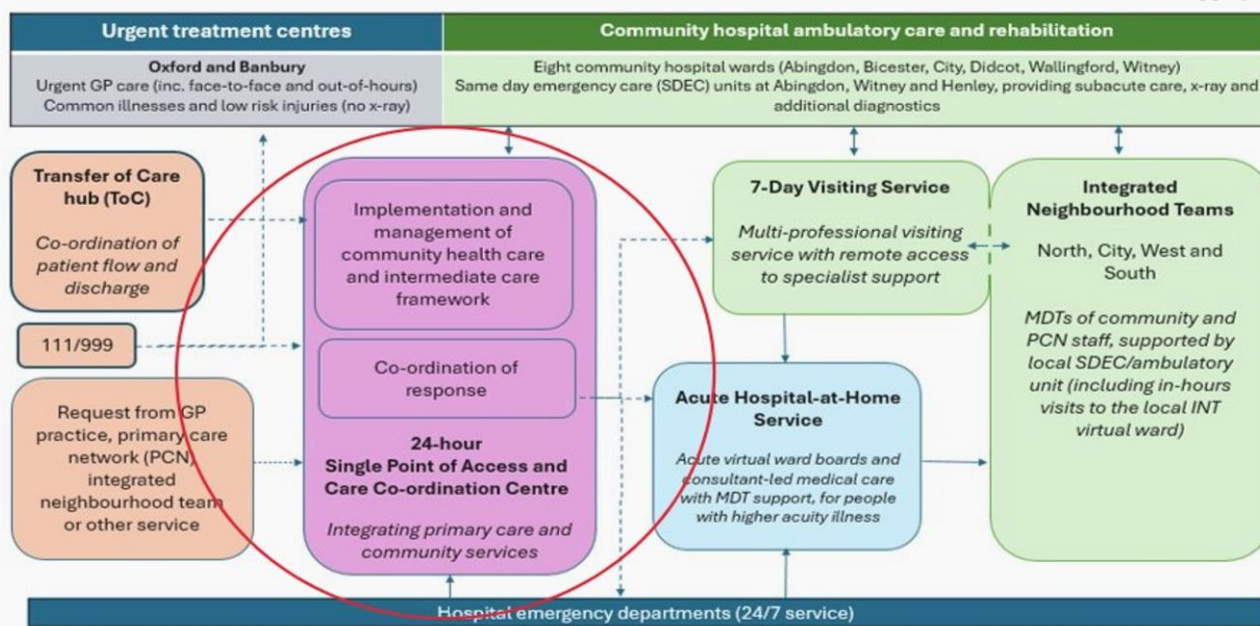 Urgent treatment centres
Community hospital ambulatory care and rehabilitation
Oxford and Banbury
Urgent GP care (inc. face-to-face and out-of-hours)
Common illnesses and low risk injuries (no x-ray)
Eight community hospital wards (Abingdon, Bicester, City, Didcot, Wallingford, Witney)
Same day emergency care (SDEC) units at Abingdon, Witney and Henley, providing subacute care, x-ray and
additional diagnostics
Transfer of Care
hub (ToC)
Co-ordination of
patient flow and
discharge
111/999
Request from GP
practice, primary care
network (PCN)
integrated
neighbourhood team
or other service
Implementation and
management of
community health care
and intermediate care
framework
Co-ordination of
response
24-hour
Single Point of Access and
Care Co-ordination Centre
Integrating primary care and
community services
7-Day Visiting Service
Multi-professional visiting
service with remote access
to specialist support
Acute Hospital-at-Home
Service
Acute virtual ward boards and
consultant-led medical care
with MDT support, for people
with higher acuity illness
Integrated
Neighbourhood Teams
North, City, West and
South
MDTs of community and
PCN staff, supported by
local SDEC/ambulatory
unit (including in-hours
visits to the local INT
virtual ward)
Hospital emergency departments (24/7 service)